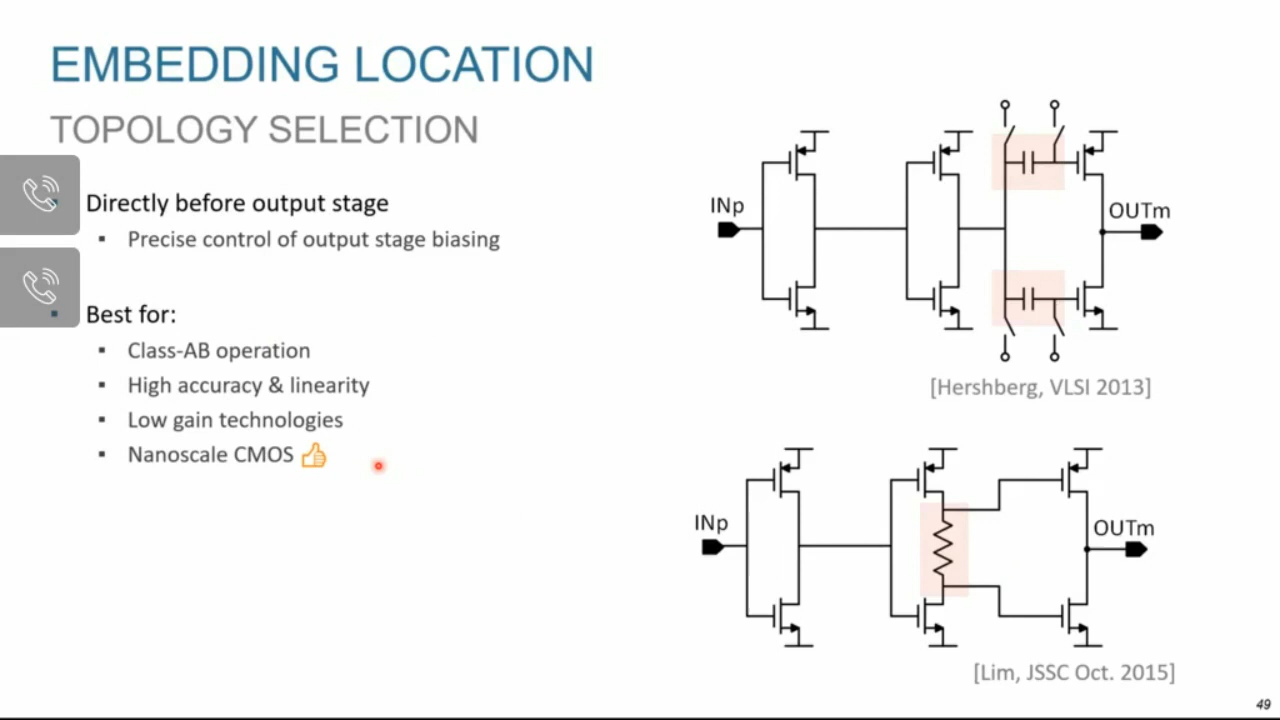 EMBEDDING LOCATION
TOPOLOGY SELECTION
Directly before output stage
▪ Precise control of output stage biasing
▪ Best for:
▪ Class-AB operation
▪ High accuracy & linearity
▪ Low gain technologies
▪ Nanoscale CMOS
INp
OUTm
[Hershberg, VLSI 2013]
INp
OUTm
[Lim, JSSC Oct. 2015]
49